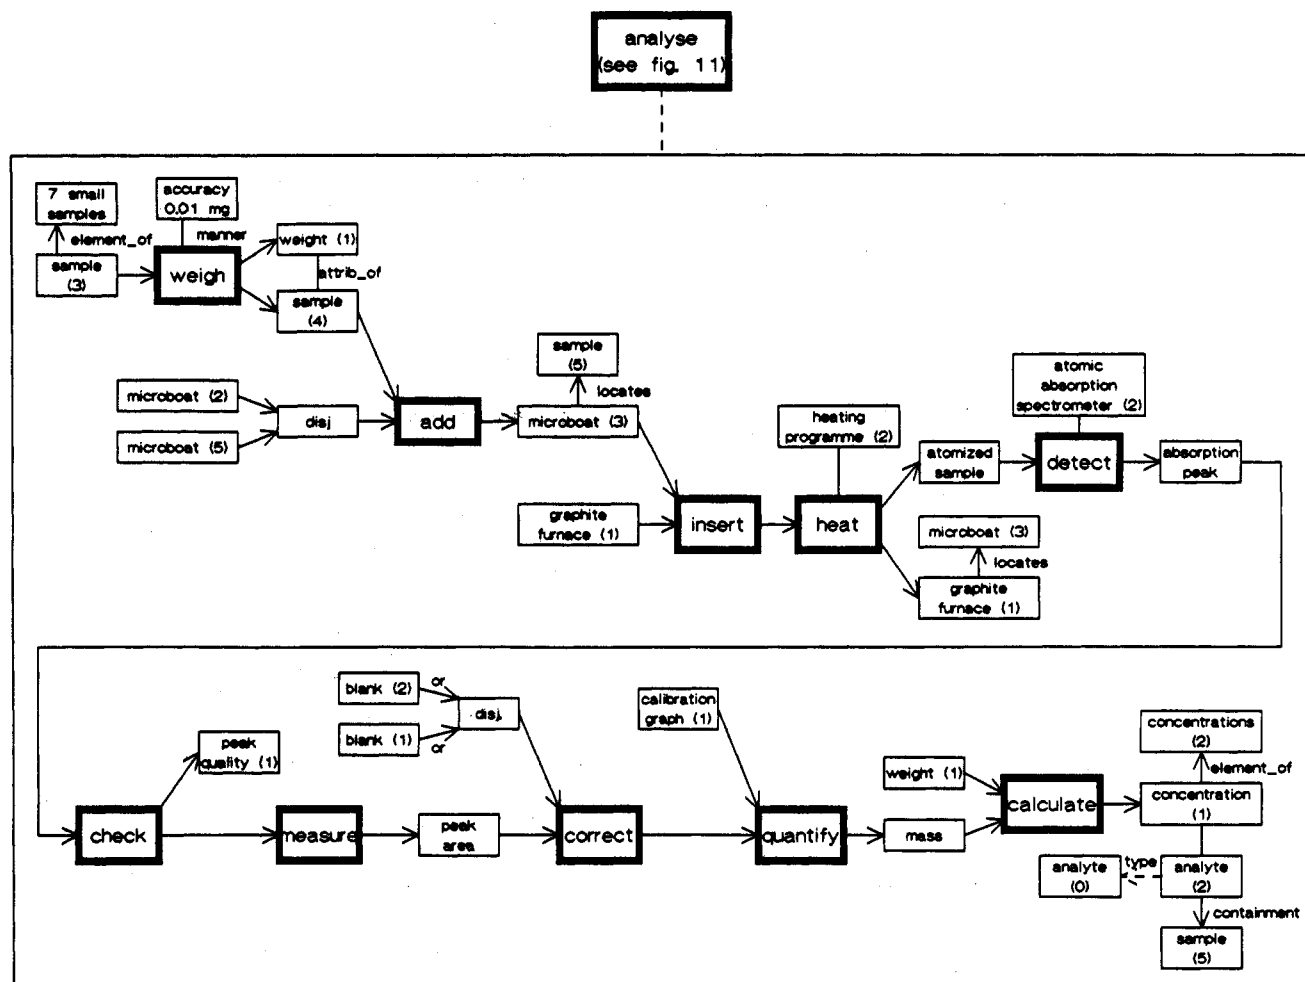 analyse
(see fig. 11)
7 small
samples
accuracy
0.01 mg
element_of
manner
sample
(3)
weigh
weight (1)
attrib_of
sample
(4)
sample
(5)
locates
microboat (2)
microboat (5)
disj
add
microboat (3)
heating
programme (2)
atomic
absorption
spectrometer (2)
atomized
sample
detect
absorption
peak
graphite
furnace (1)
insert
heat
microboat (3)
locates
graphite
furnace (1)
blank (2)
or
disj.
blank (1)
or
calibration
graph (1)
concentrations
(2)
element_of
peak
quality (1)
weight (1)
calculate
concentration
(1)
check
measure
peak
area
correct
quantify
mass
analyte
(0)
type
analyte
(2)
containment
sample
(5)